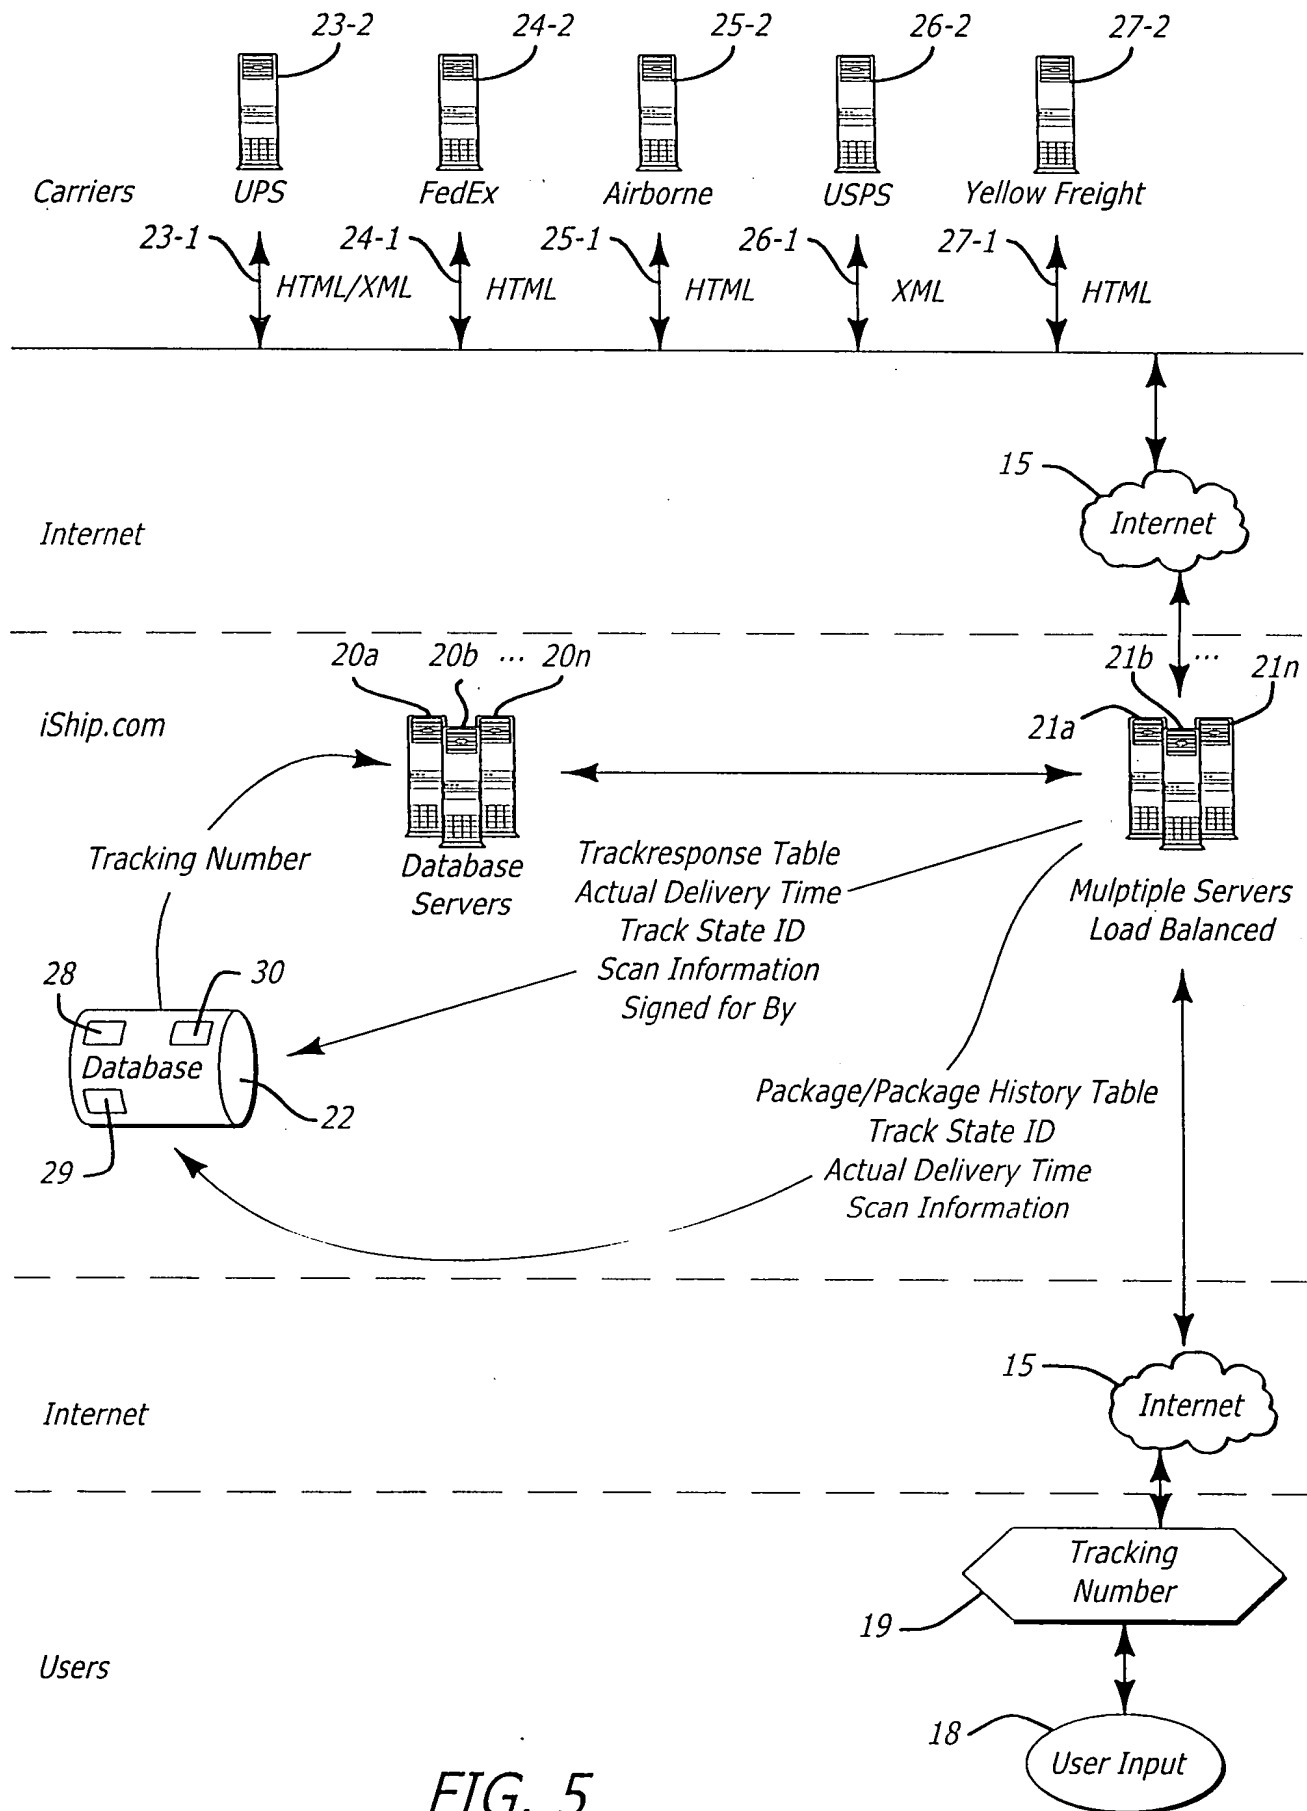 23-2
24-2
25-2
26-2
27-2
Carriers
UPS
FedEx
Airborne
USPS
Yellow Freight
23-1
24-1
25-1
26-1
27-1
HTML/XML
HTML
HTML
XML
HTML
15
Internet
Internet
20a
20b
...
20n
21b
...
21n
21a
iShip.com
Tracking Number
Database
Servers
Trackresponse Table
Actual Delivery Time
Track State ID
Scan Information
Signed for By
Mulptiple Servers
Load Balanced
28
30
Database
22
29
Package/Package History Table
Track State ID
Actual Delivery Time
Scan Information
15
Internet
Internet
Tracking
Number
19
Users
18
User Input
FIG. 5